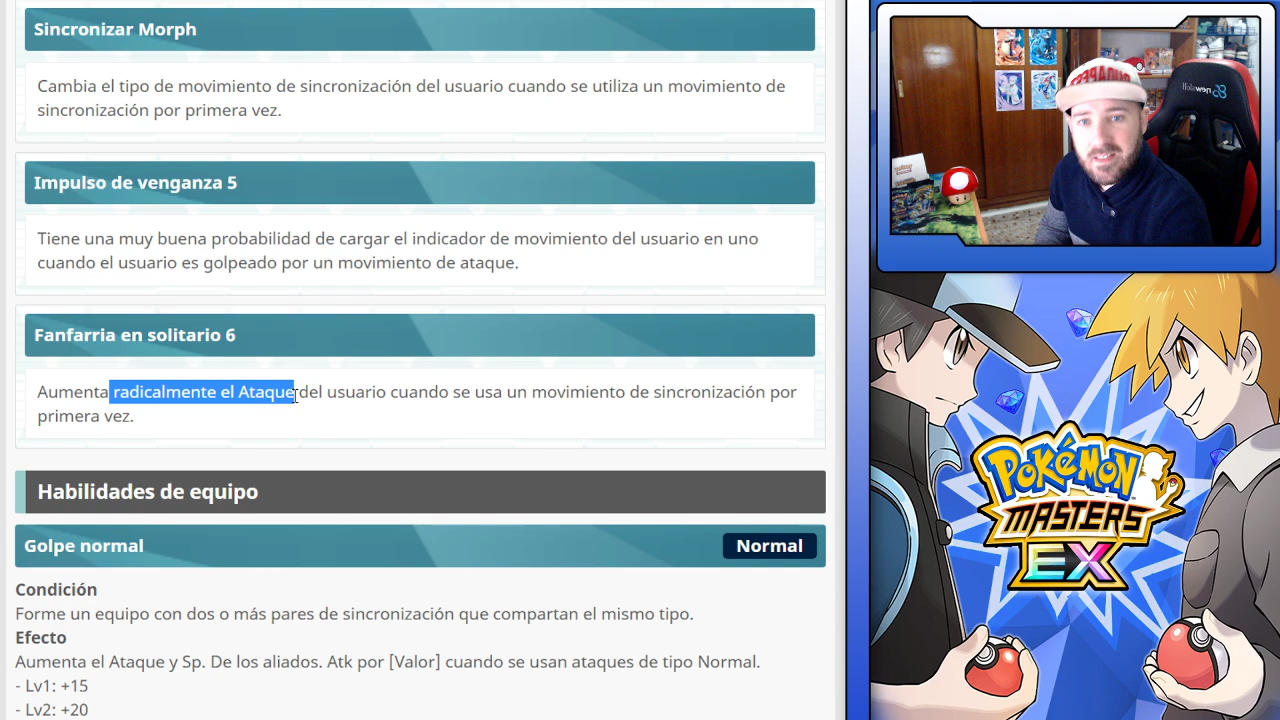 Sincronizar Morph
Cambia el tipo de movimiento de sincronización del usuario cuando se utiliza un movimiento de
sincronización por primera vez.
Impulso de venganza 5
Tiene una muy buena probabilidad de cargar el indicador de movimiento del usuario en uno
cuando el usuario es golpeado por un movimiento de ataque.
Fanfarria en solitario 6
Aumenta radicalmente el Ataque del usuario cuando se usa un movimiento de sincronización por
primera vez.
Habilidades de equipo
Golpe normal
Normal
Condición
Forme un equipo con dos o más pares de sincronización que compartan el mismo tipo.
Efecto
Aumenta el Ataque y Sp. De los aliados. Atk por [Valor] cuando se usan ataques de tipo Normal.
- Lv1: +15
- Lv2: +20
POKÉMON
MASTERS
EX